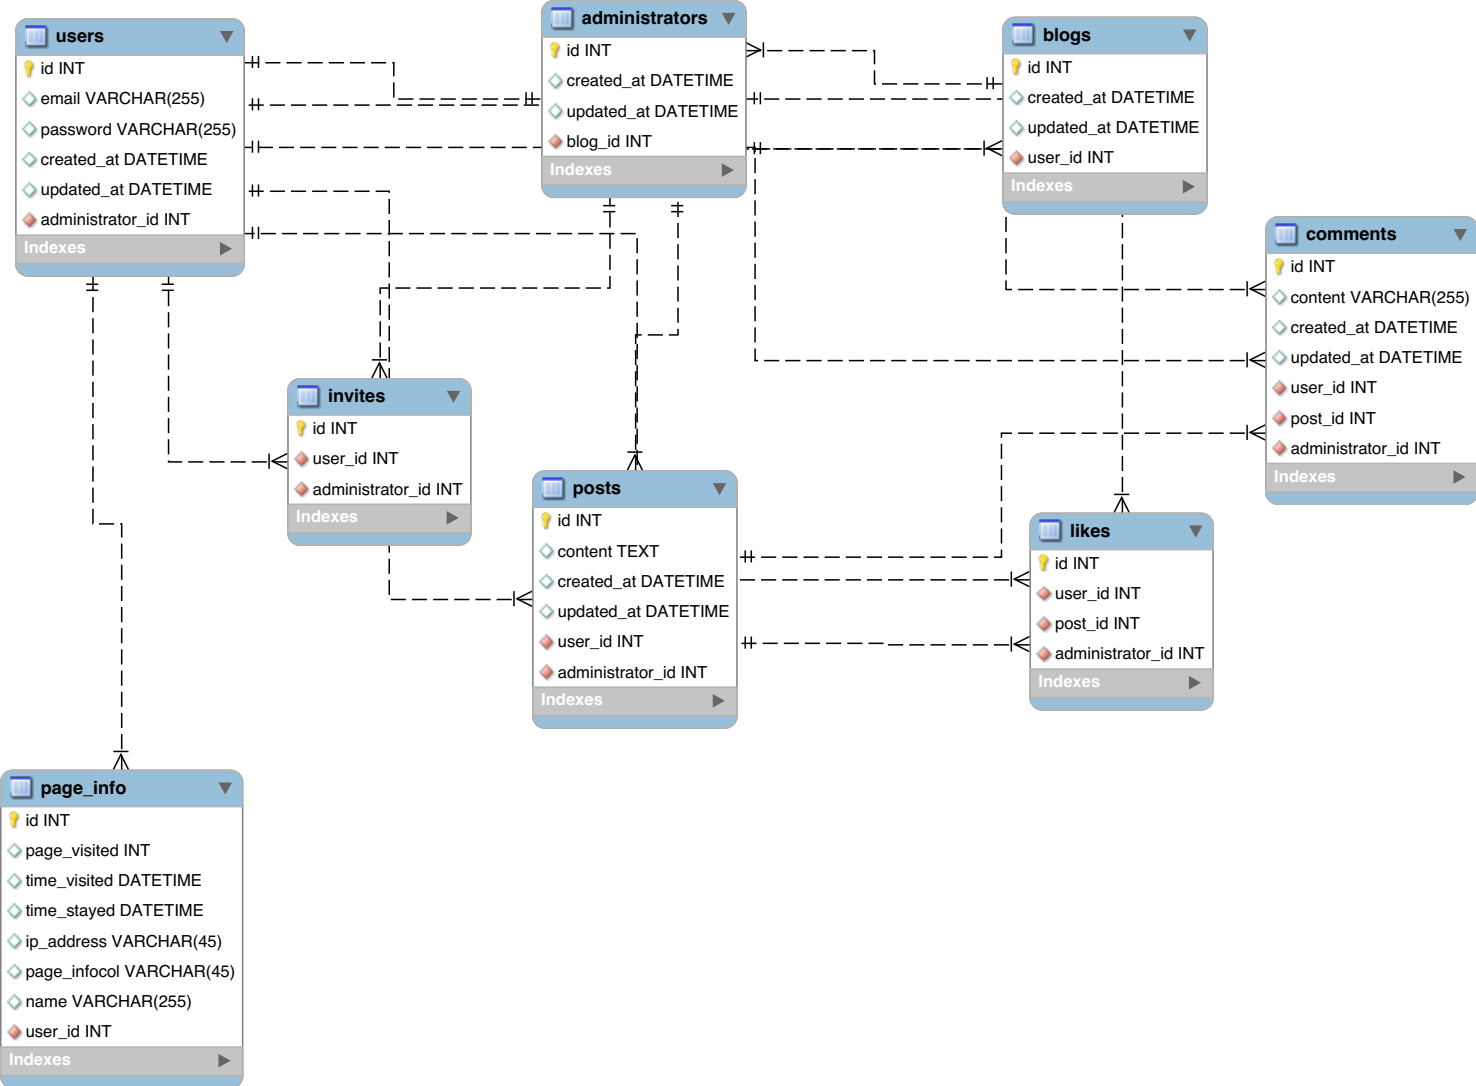 users
id INT
email VARCHAR(255)
password VARCHAR(255)
created_at DATETIME
updated_at DATETIME
administrator_id INT
Indexes
administrators
id INT
created_at DATETIME
updated_at DATETIME
blog_id INT
Indexes
blogs
id INT
created_at DATETIME
updated_at DATETIME
user_id INT
Indexes
comments
id INT
content VARCHAR(255)
created_at DATETIME
updated_at DATETIME
user_id INT
post_id INT
administrator_id INT
Indexes
invites
id INT
user_id INT
administrator_id INT
Indexes
posts
id INT
content TEXT
created_at DATETIME
updated_at DATETIME
user_id INT
administrator_id INT
Indexes
likes
id INT
user_id INT
post_id INT
administrator_id INT
Indexes
page_info
id INT
page_visited INT
time_visited DATETIME
time_stayed DATETIME
ip_address VARCHAR(45)
page_infocol VARCHAR(45)
name VARCHAR(255)
user_id INT
Indexes